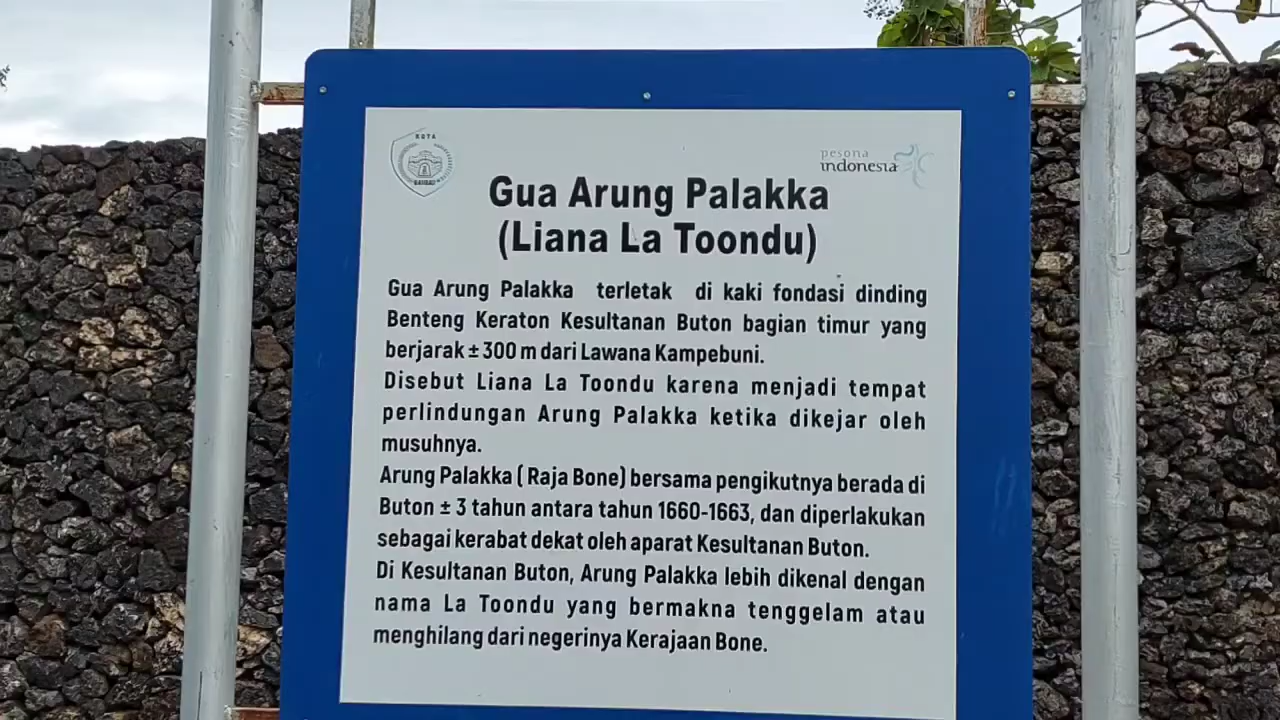 KOTA
BAUBAU
pesona
indonesia
Gua Arung Palakka
(Liana La Toondu)
Gua Arung Palakka terletak di kaki fondasi dinding
Benteng Keraton Kesultanan Buton bagian timur yang
berjarak ± 300 m dari Lawana Kampebuni.
Disebut Liana La Toondu karena menjadi tempat
perlindungan Arung Palakka ketika dikejar oleh
musuhnya.
Arung Palakka ( Raja Bone) bersama pengikutnya berada di
Buton ± 3 tahun antara tahun 1660-1663, dan diperlakukan
sebagai kerabat dekat oleh aparat Kesultanan Buton.
Di Kesultanan Buton, Arung Palakka lebih dikenal dengan
nama La Toondu yang bermakna tenggelam atau
menghilang dari negerinya Kerajaan Bone.